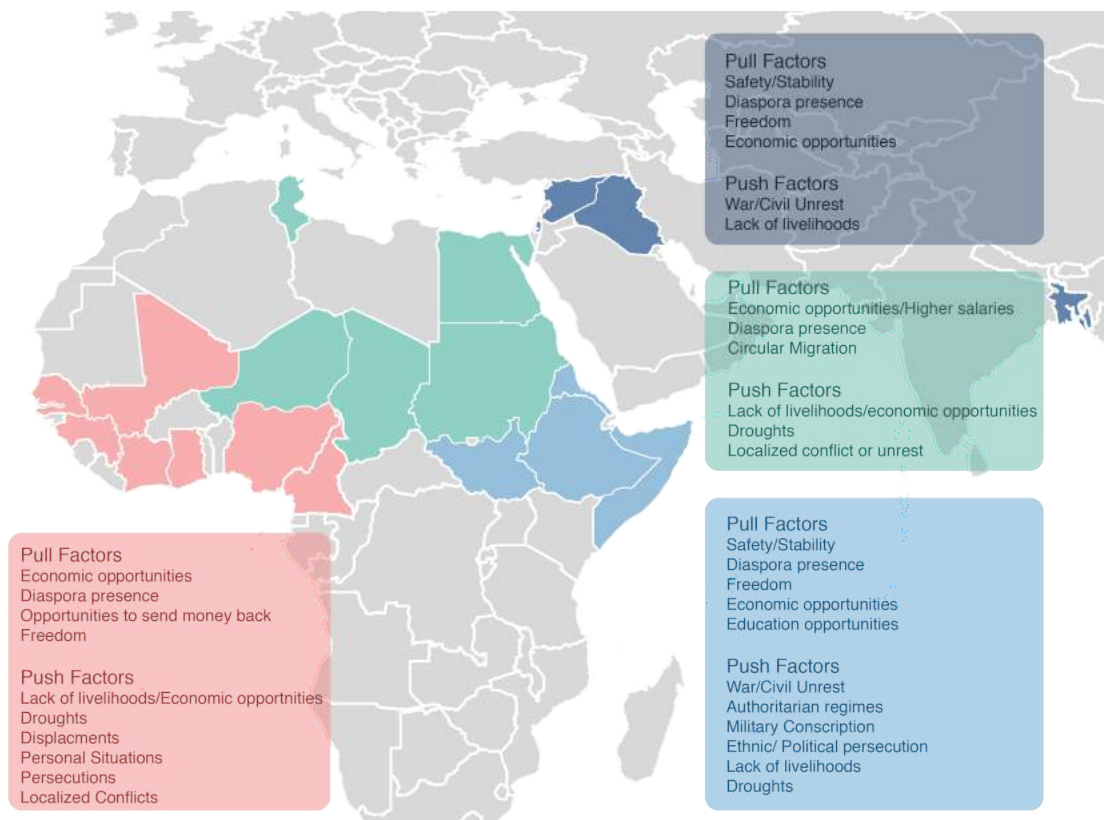 Pull Factors
Safety/Stability
Diaspora presence
Freedom
Economic opportunities
Push Factors
War/Civil Unrest
Lack of livelihoods
Pull Factors
Economic opportunities/Higher salaries
Diaspora presence
Circular Migration
Push Factors
Lack of livelihoods/economic opportunities
Droughts
Localized conflict or unrest
Pull Factors
Safety/Stability
Diaspora presence
Freedom
Economic opportunities
Education opportunities
Push Factors
War/Civil Unrest
Authoritarian regimes
Military Conscription
Ethnic/ Political persecution
Lack of livelihoods
Droughts
Pull Factors
Economic opportunities
Diaspora presence
Opportunities to send money back
Freedom
Push Factors
Lack of livelihoods/Economic opportnities
Droughts
Displacments
Personal Situations
Persecutions
Localized Conflicts